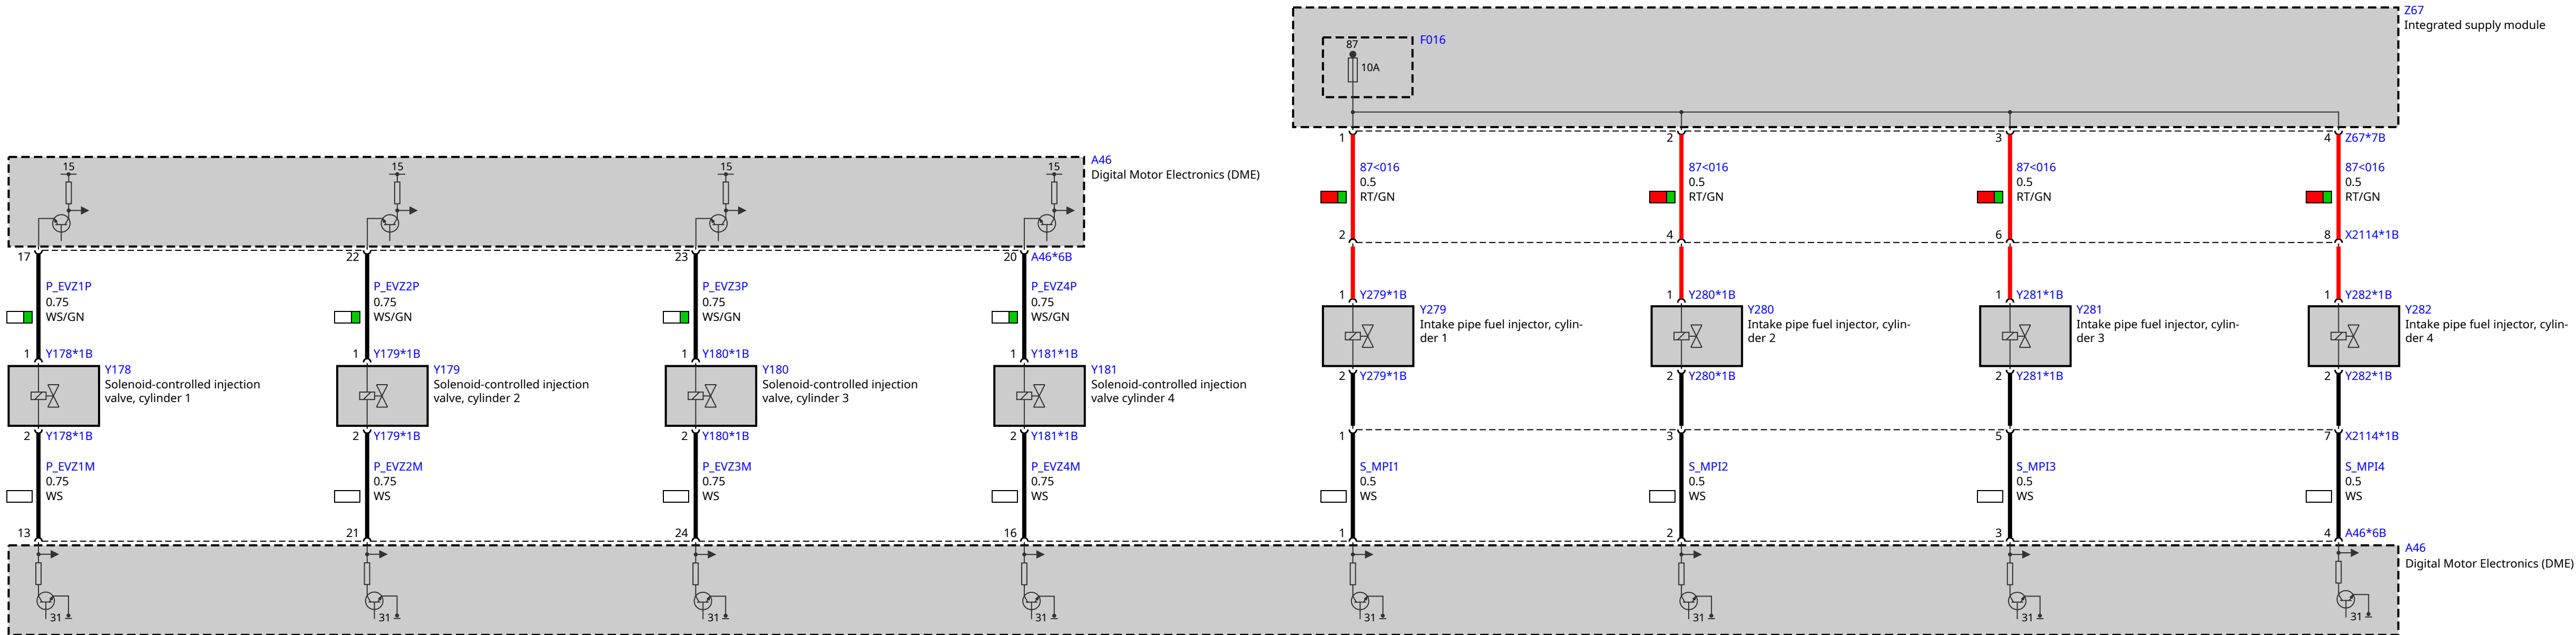 Z67
Integrated supply module
87
F016
10A
1 2 3 4 Z67*7B
15 15 15 15
A46
Digital Motor Electronics (DME)
87<016 87<016 87<016 87<016
0.5 0.5 0.5 0.5
RT/GN RT/GN RT/GN RT/GN
2 4 6 8 X2114*1B
17 22 23 20 A46*6B
P_EVZ1P P_EVZ2P P_EVZ3P P_EVZ4P
0.75 0.75 0.75 0.75
WS/GN WS/GN WS/GN WS/GN
1 Y279*1B 1 Y280*1B 1 Y281*1B 1 Y282*1B
Y279
Intake pipe fuel injector, cylin-
der 1
Y280
Intake pipe fuel injector, cylin-
der 2
Y281
Intake pipe fuel injector, cylin-
der 3
Y282
Intake pipe fuel injector, cylin-
der 4
1 Y178*1B 1 Y179*1B 1 Y180*1B 1 Y181*1B
Y178
Solenoid-controlled injection
valve, cylinder 1
Y179
Solenoid-controlled injection
valve, cylinder 2
Y180
Solenoid-controlled injection
valve, cylinder 3
Y181
Solenoid-controlled injection
valve cylinder 4
2 Y279*1B 2 Y280*1B 2 Y281*1B 2 Y282*1B
2 Y178*1B 2 Y179*1B 2 Y180*1B 2 Y181*1B 1 3 5 7 X2114*1B
P_EVZ1M P_EVZ2M P_EVZ3M P_EVZ4M S_MPI1 S_MPI2 S_MPI3 S_MPI4
0.75 0.75 0.75 0.75 0.5 0.5 0.5 0.5
WS WS WS WS WS WS WS WS
13 21 24 16 1 2 3 4 A46*6B
A46
Digital Motor Electronics (DME)
31 31 31 31 31 31 31 31